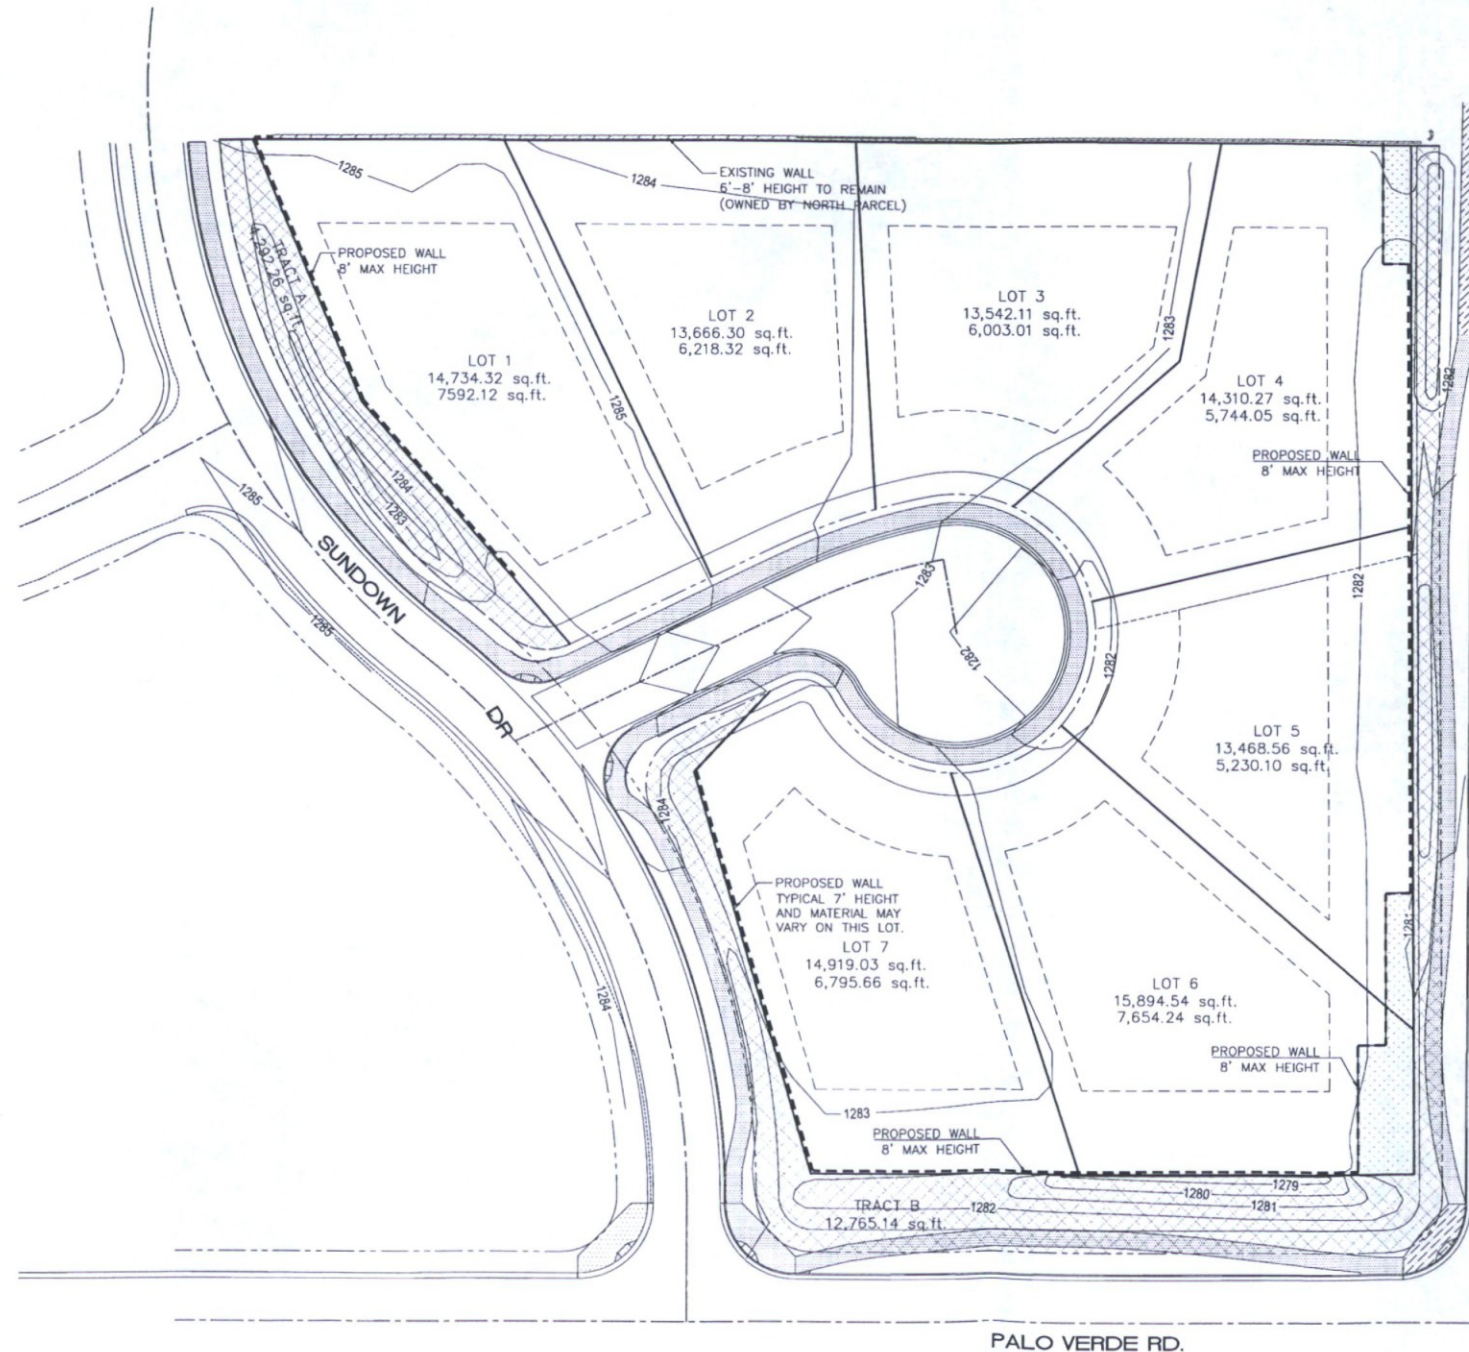 1285
1284
EXISTING WALL
6'-8' HEIGHT TO REMAIN
(OWNED BY NORTH PARCEL)
TRACT A
4,292.26 sq.ft.
PROPOSED WALL
8' MAX HEIGHT
LOT 1
14,734.32 sq.ft.
7592.12 sq.ft.
LOT 2
13,666.30 sq.ft.
6,218.32 sq.ft.
LOT 3
13,542.11 sq.ft.
6,003.01 sq.ft.
1283
LOT 4
14,310.27 sq.ft.
5,744.05 sq.ft.
1282
1285
PROPOSED WALL
8' MAX HEIGHT
1285
1284
1283
SUNDOWN
DR
1285
1283
1282
1282
1282
LOT 5
13,468.56 sq.ft.
5,230.10 sq.ft.
1284
PROPOSED WALL
TYPICAL 7' HEIGHT
AND MATERIAL MAY
VARY ON THIS LOT.
LOT 7
14,919.03 sq.ft.
6,795.66 sq.ft.
1281
LOT 6
15,894.54 sq.ft.
7,654.24 sq.ft.
1284
PROPOSED WALL
8' MAX HEIGHT
1283
PROPOSED WALL
8' MAX HEIGHT
1279
1280
1281
1282
TRACT B
12,765.14 sq.ft.
PALO VERDE RD.